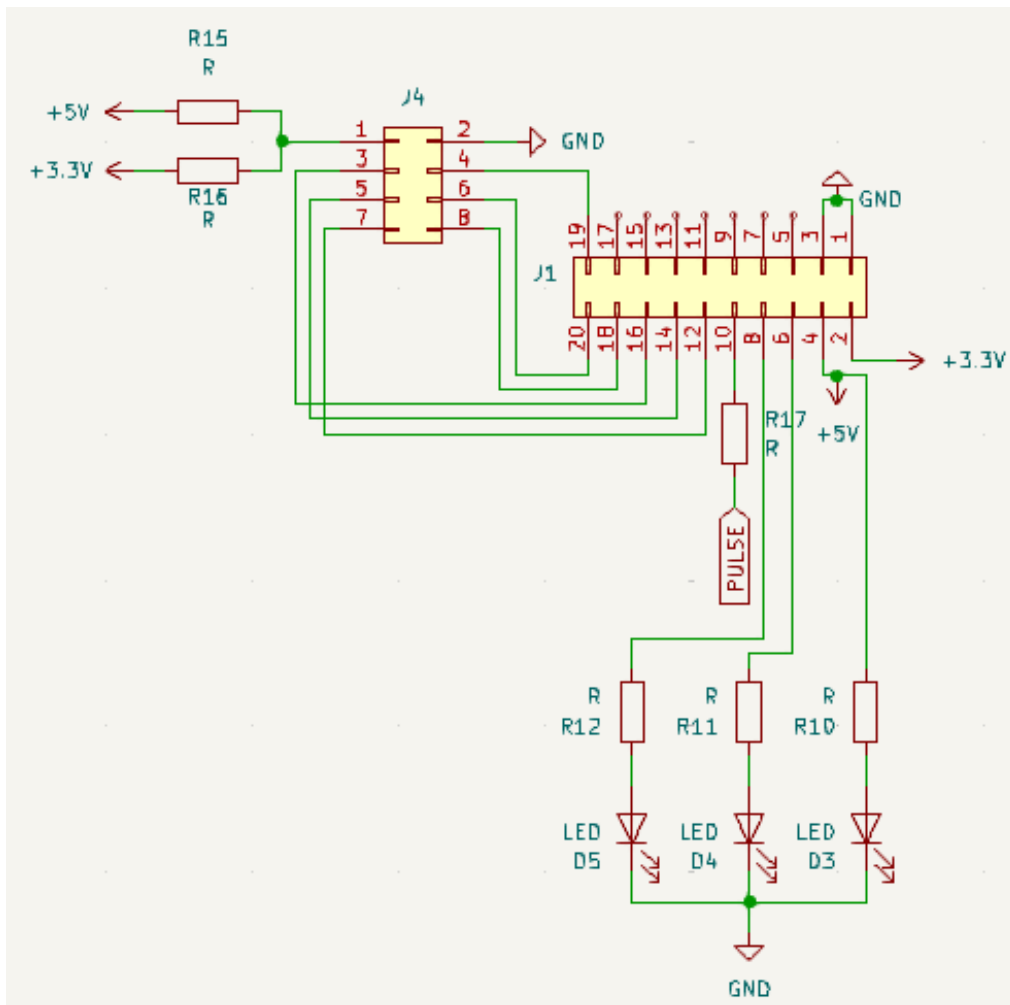 R15
R
+5V
+3.3V
R16
R
J4
1
2
3
4
5
6
7
8
GND
GND
J1
19
17
15
13
11
9
7
5
3
1
20
18
16
14
12
10
8
6
4
2
+3.3V
+5V
R17
R
PULSE
R
R12
R
R11
R
R10
LED
D5
LED
D4
LED
D3
GND